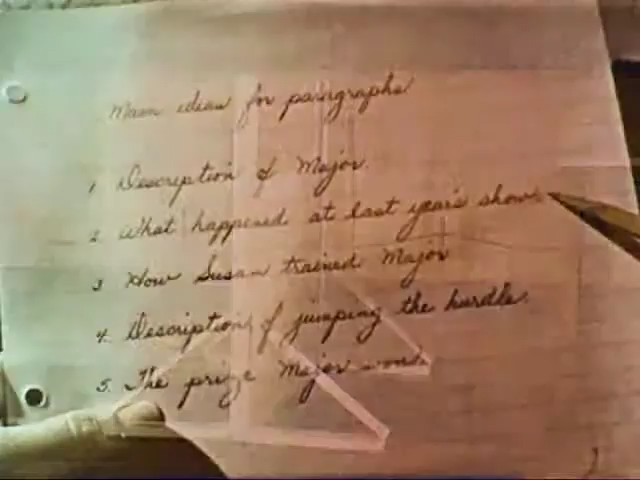 Main ideas for paragraphs
1 Description of Major.
2 What happened at last year's show
3 How Susan trained Major
4. Description of jumping the hurdle.
5. The prize Major won